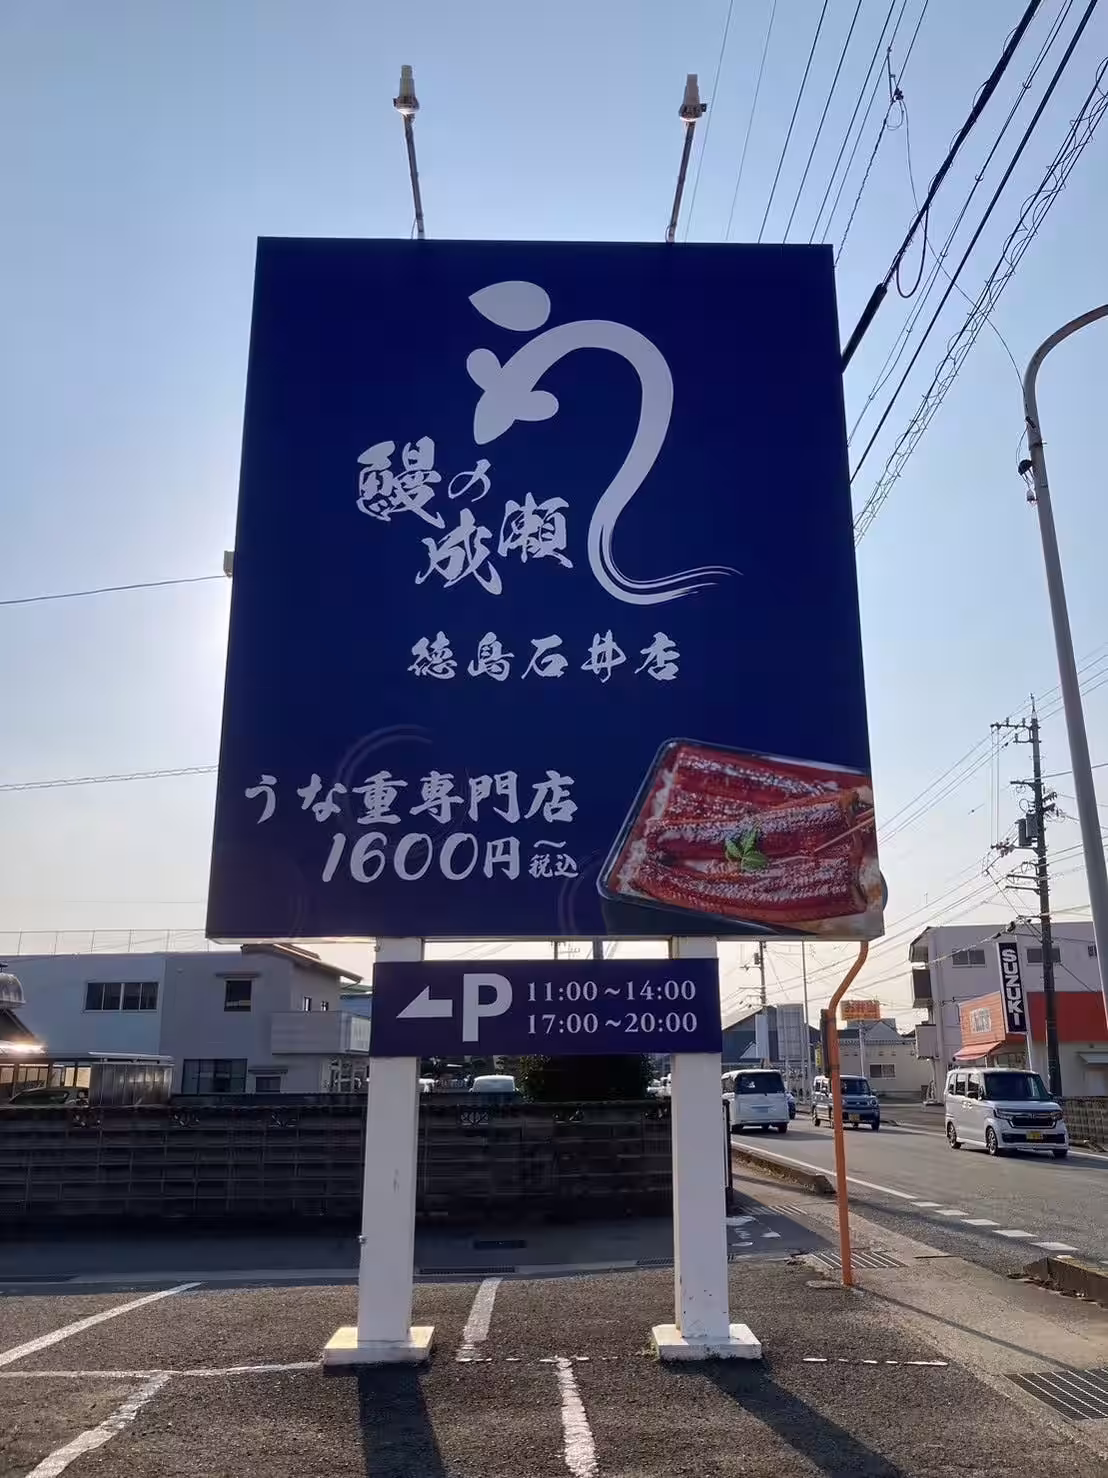 鰻の
成瀬
徳島石井店
うな重専門店
1600円〜税込
P 11:00~14:00
17:00~20:00
SUZUKI